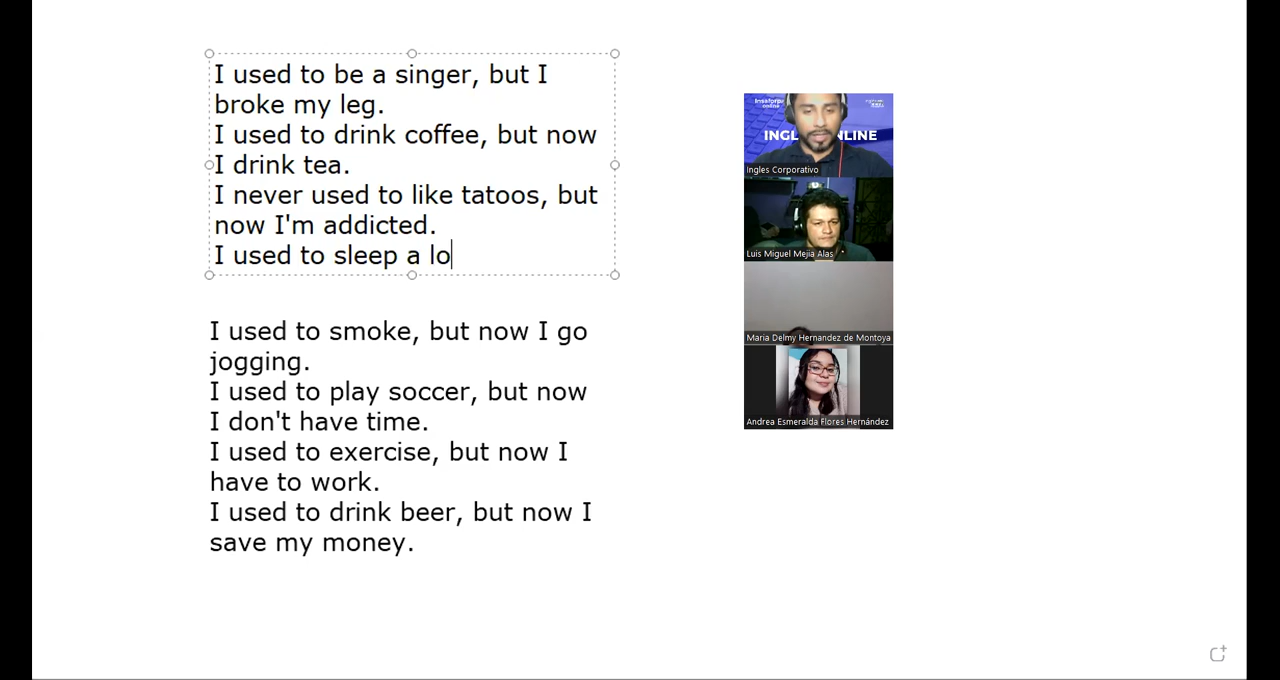 I used to be a singer, but I
broke my leg.
I used to drink coffee, but now
I drink tea.
I never used to like tatoos, but
now I'm addicted.
I used to sleep a lo
I used to smoke, but now I go
jogging.
I used to play soccer, but now
I don't have time.
I used to exercise, but now I
have to work.
I used to drink beer, but now I
save my money.
Insaforp
online
INGL NLINE
Ingles Corporativo
Luis Miguel Mejia Alas
Maria Delmy Hernandez de Montoya
Andrea Esmeralda Flores Hernández